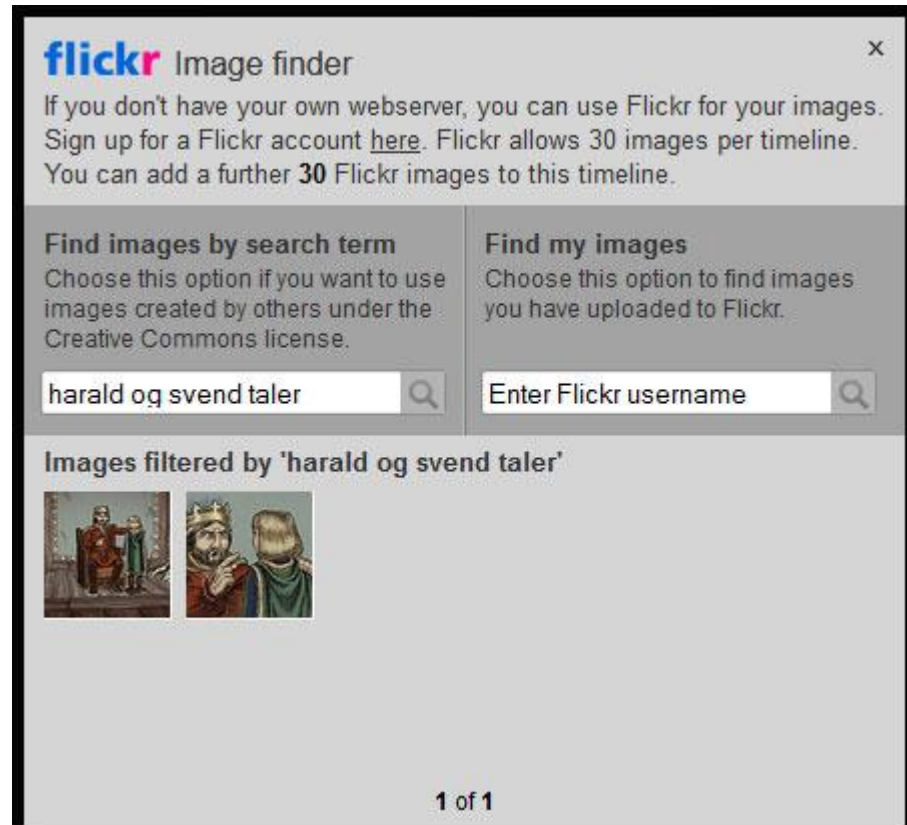 flickr Image finder
×
If you don't have your own webserver, you can use Flickr for your images.
Sign up for a Flickr account here. Flickr allows 30 images per timeline.
You can add a further 30 Flickr images to this timeline.
Find images by search term
Choose this option if you want to use
images created by others under the
Creative Commons license.
harald og svend taler
Find my images
Choose this option to find images
you have uploaded to Flickr.
Enter Flickr username
Images filtered by 'harald og svend taler'
1 of 1